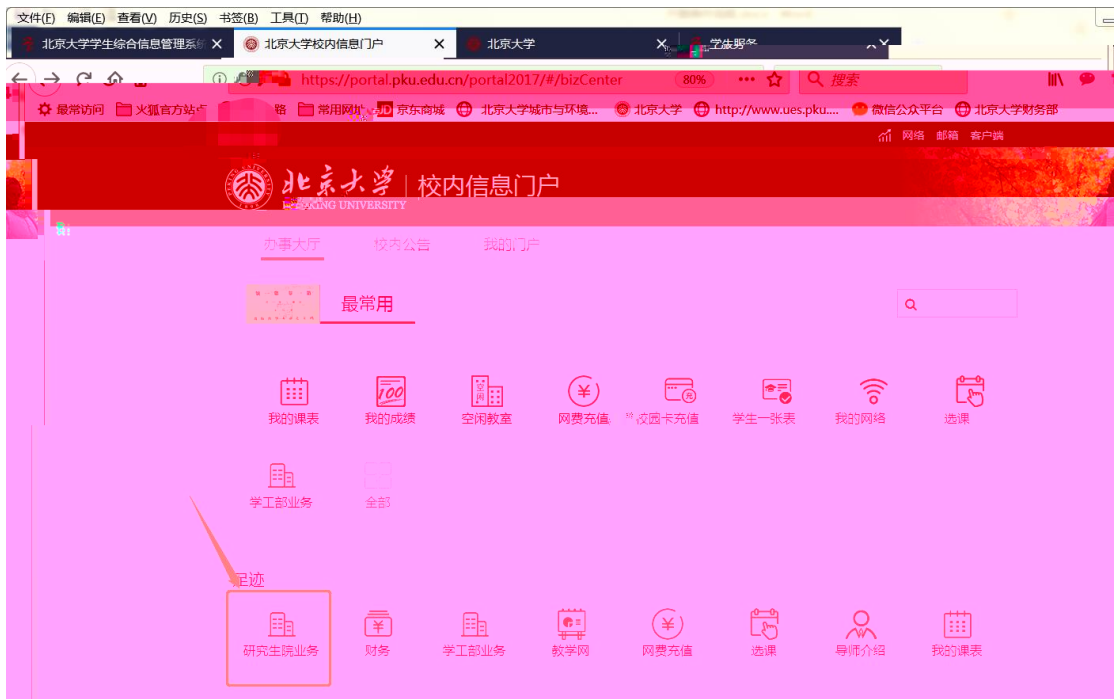 文件(F) 编辑(E) 查看(V) 历史(S) 书签(B) 工具(T) 帮助(H)
北京大学学生综合信息管理系统 × 北京大学校内信息门户 × 北京大学 ×
https://portal.pku.edu.cn/portal2017/#/bizCenter 80% 搜索
最常访问 火狐官方站点 常用网址 JD 京东商城 北京大学城市与环境... 北京大学 http://www.ues.pku.... 微信公众平台 北京大学财务部
网络 邮箱 客户端
北京大学 校内信息门户
PEKING UNIVERSITY
办事大厅 校内公告 我的门户
最常用
我的课表 我的成绩 空闲教室 网费充值 校园卡充值 学生一张表 我的网络 选课
学工部业务 全部
足迹
研究生院业务 财务 学工部业务 教学网 网费充值 选课 导师介绍 我的课表